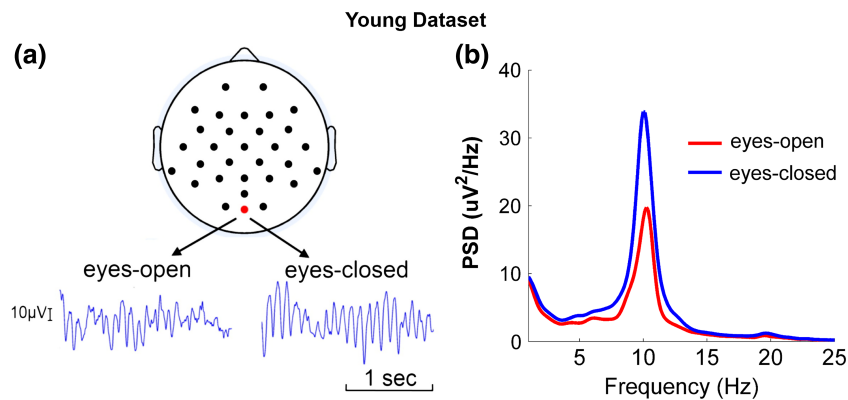 Young Dataset
(a)
eyes-open
eyes-closed
10µV
1 sec
(b)
PSD (uV²/Hz)
40
30
20
10
0
5
10
15
20
25
Frequency (Hz)
eyes-open
eyes-closed